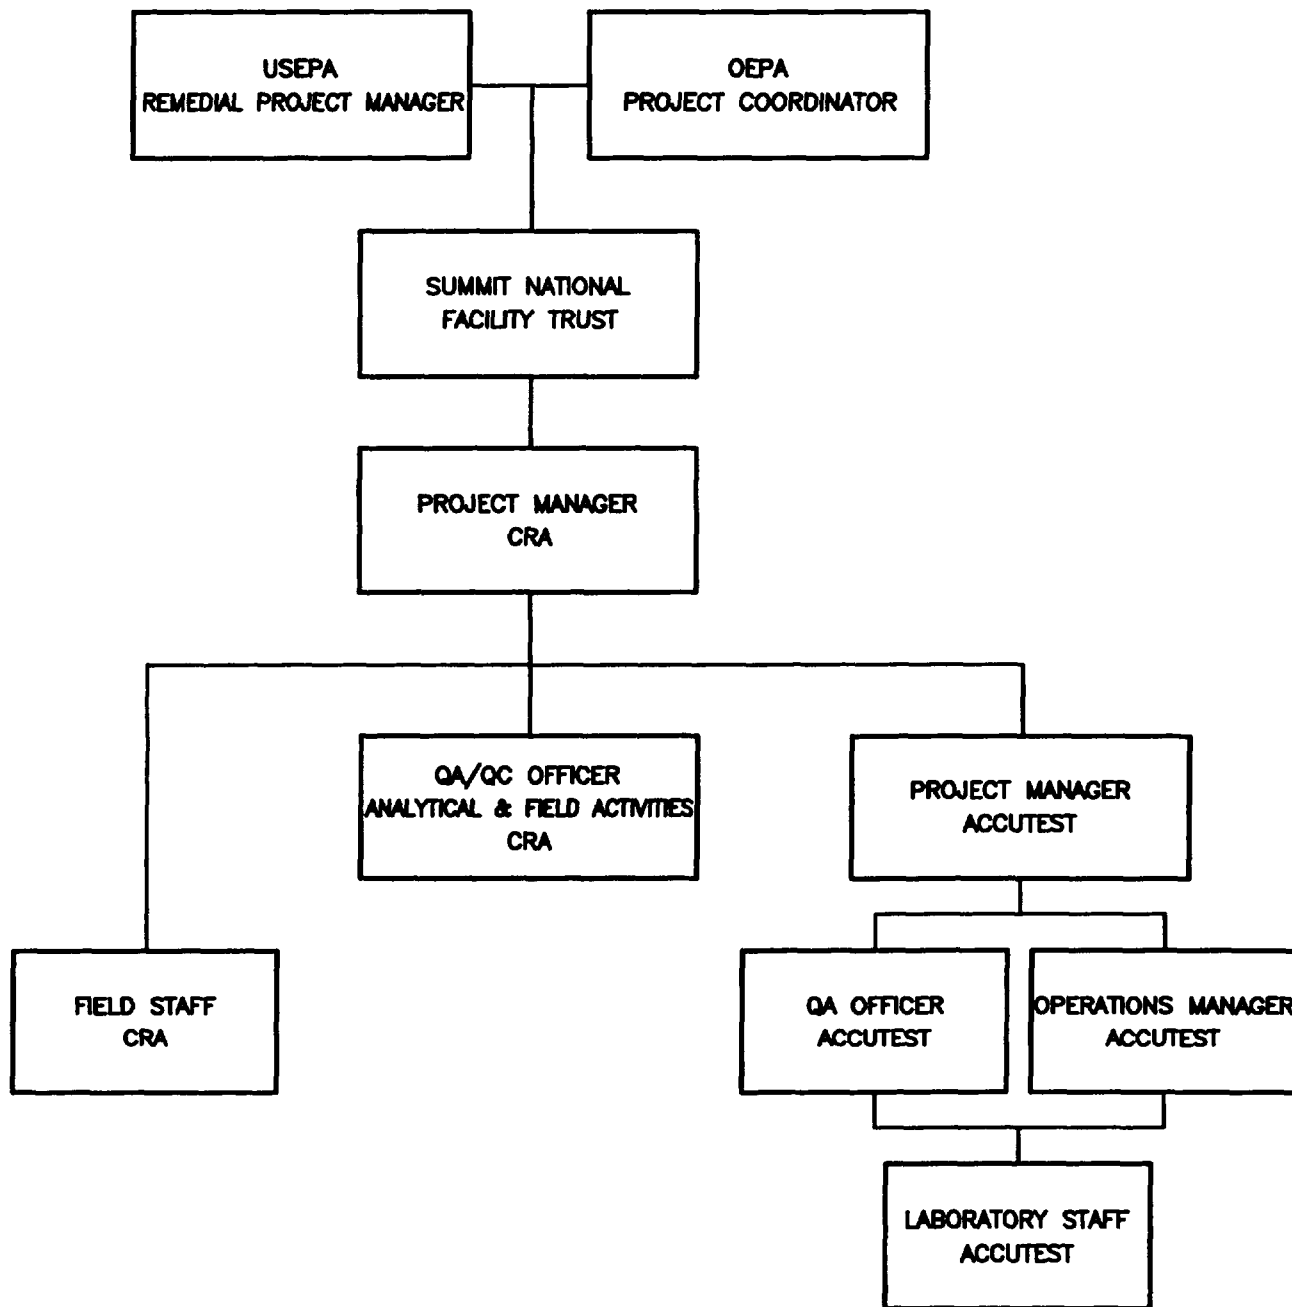 USEPA
REMEDIAL PROJECT MANAGER
OEPA
PROJECT COORDINATOR
SUMMIT NATIONAL
FACILITY TRUST
PROJECT MANAGER
CRA
QA/QC OFFICER
ANALYTICAL & FIELD ACTIVITIES
CRA
PROJECT MANAGER
ACCUTEST
FIELD STAFF
CRA
QA OFFICER
ACCUTEST
OPERATIONS MANAGER
ACCUTEST
LABORATORY STAFF
ACCUTEST